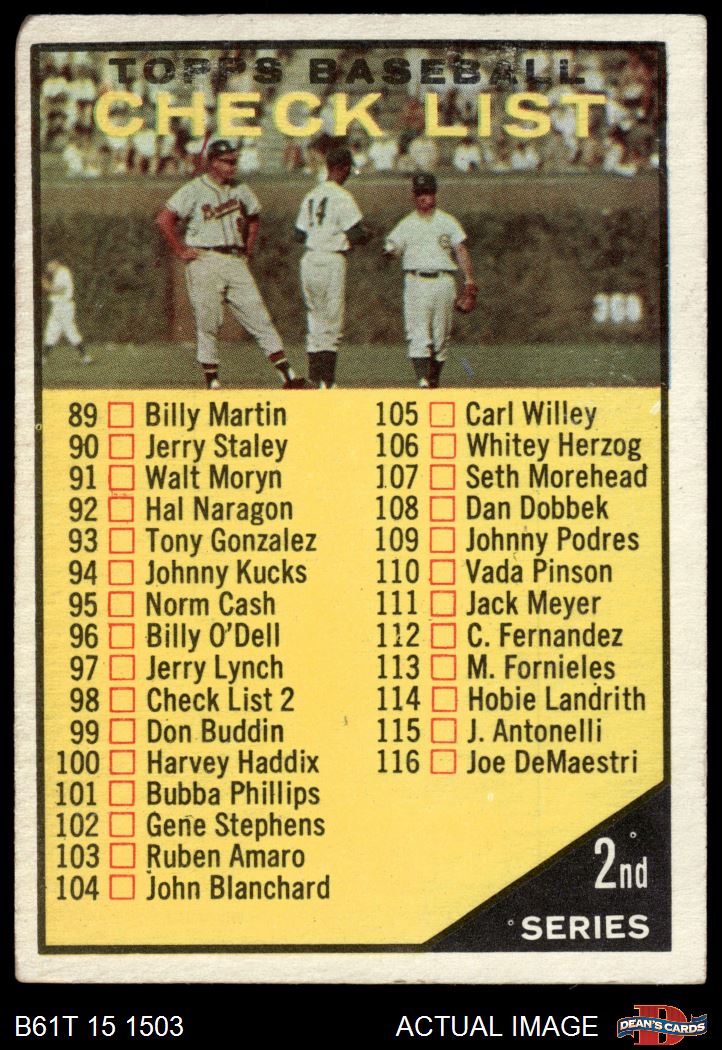 TOPPS BASEBALL
CHECK LIST
Braves
14
368
89 Billy Martin
90 Jerry Staley
91 Walt Moryn
92 Hal Naragon
93 Tony Gonzalez
94 Johnny Kucks
95 Norm Cash
96 Billy O'Dell
97 Jerry Lynch
98 Check List 2
99 Don Buddin
100 Harvey Haddix
101 Bubba Phillips
102 Gene Stephens
103 Ruben Amaro
104 John Blanchard
105 Carl Willey
106 Whitey Herzog
107 Seth Morehead
108 Dan Dobbek
109 Johnny Podres
110 Vada Pinson
111 Jack Meyer
112 C. Fernandez
113 M. Fornieles
114 Hobie Landrith
115 J. Antonelli
116 Joe DeMaestri
2nd
SERIES
B61T 15 1503
ACTUAL IMAGE
D
DEAN'S CARDS